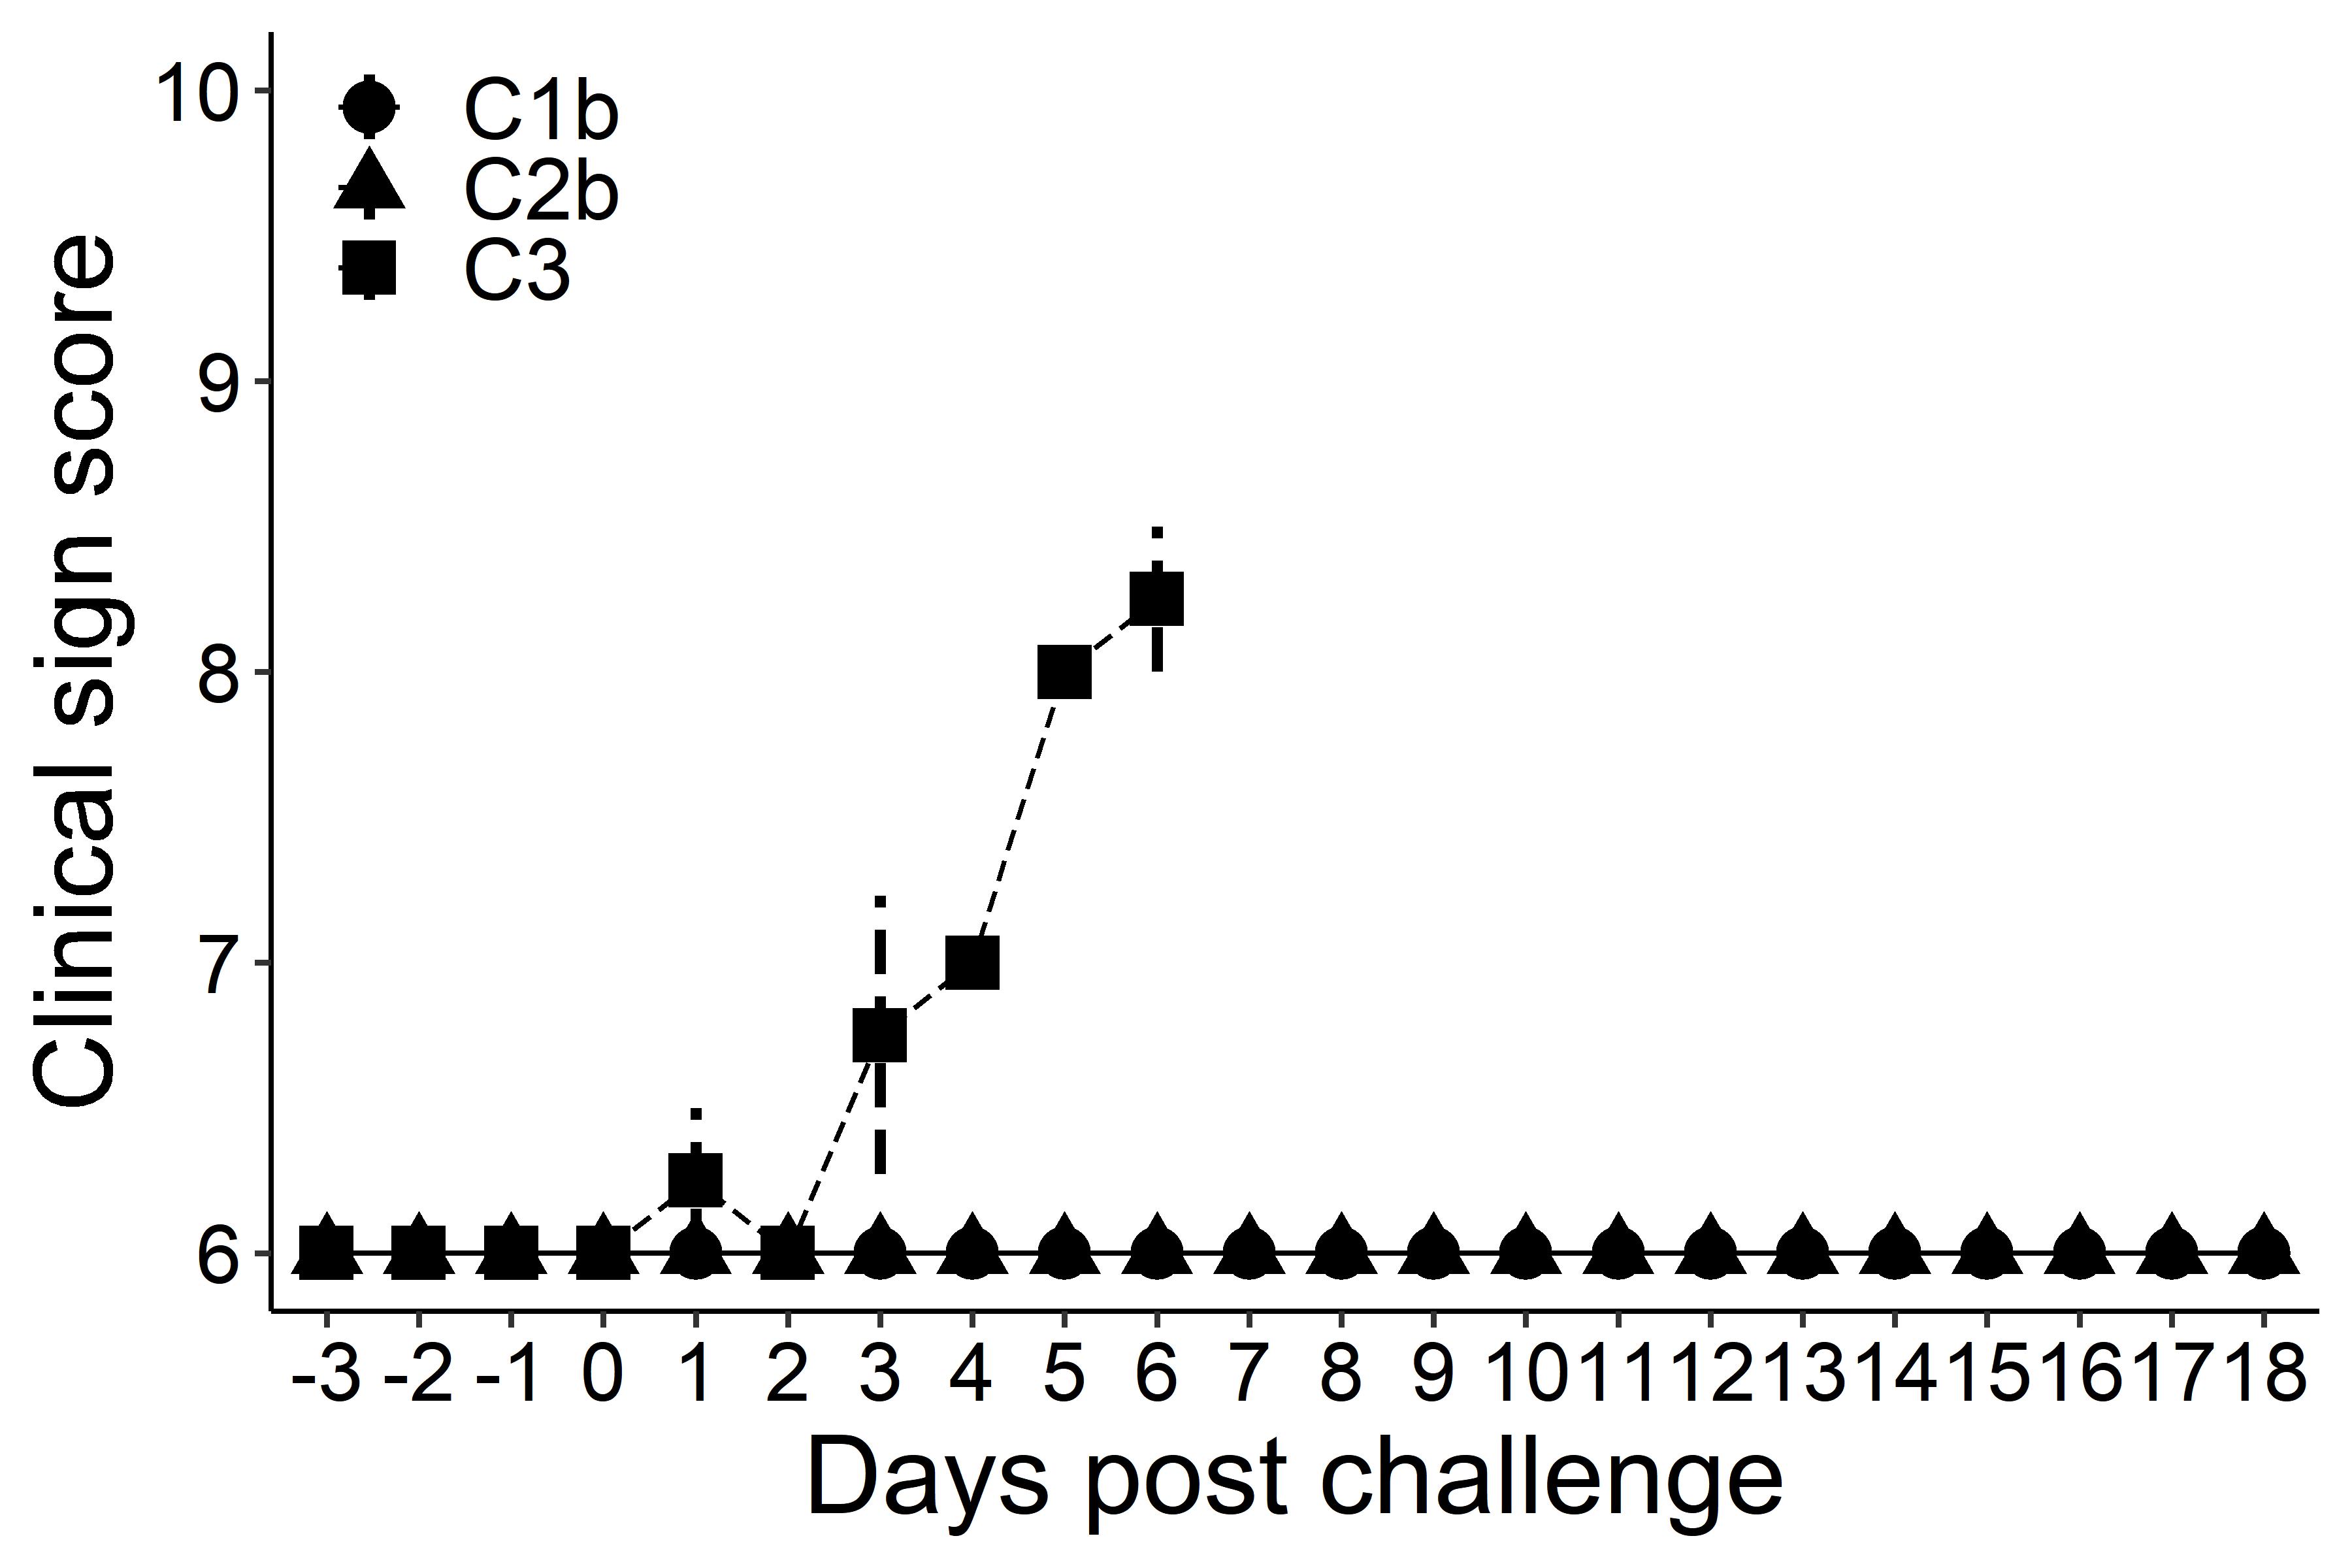 Clinical sign score
10
9
8
7
6
C1b
C2b
C3
-3 -2 -1 0 1 2 3 4 5 6 7 8 9 10 11 12 13 14 15 16 17 18
Days post challenge